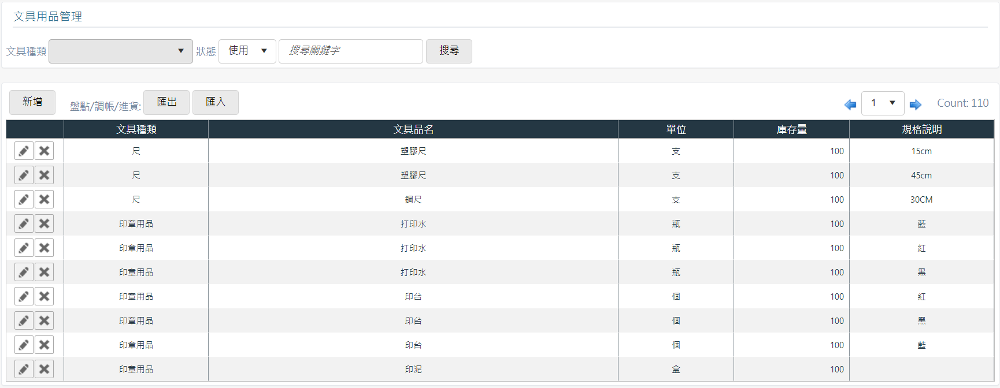 文具用品管理
文具種類 狀態 使用 搜尋關鍵字 搜尋
新增 盤點/調帳/進貨: 匯出 匯入 1 Count: 110
文具種類 文具品名 單位 庫存量 規格說明
尺 塑膠尺 支 100 15cm
尺 塑膠尺 支 100 45cm
尺 鋼尺 支 100 30CM
印章用品 打印水 瓶 100 藍
印章用品 打印水 瓶 100 紅
印章用品 打印水 瓶 100 黑
印章用品 印台 個 100 紅
印章用品 印台 個 100 黑
印章用品 印台 個 100 藍
印章用品 印泥 盒 100